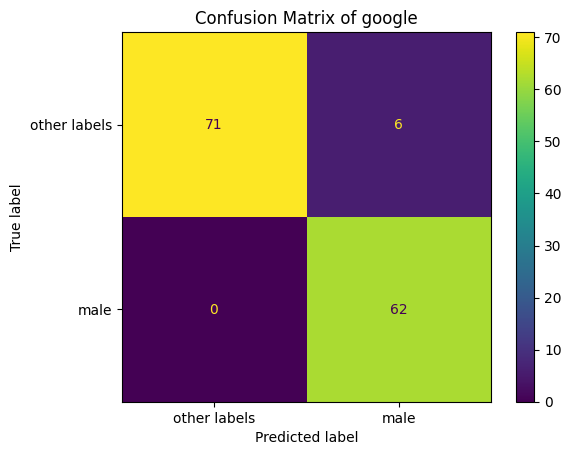 Confusion Matrix of google
other labels
male
True label
71
6
0
62
other labels
male
Predicted label
70
60
50
40
30
20
10
0